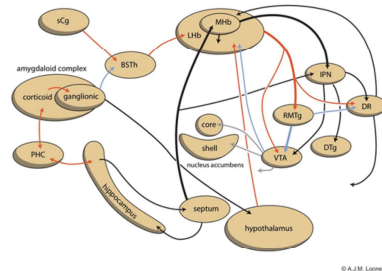 sCg
MHb
LHb
BSTh
amygdaloid complex
corticoid
ganglionic
IPN
DR
RMTg
core
shell
nucleus accumbens
VTA
DTg
PHC
hippocampus
septum
hypothalamus
© A.J.M. Loone